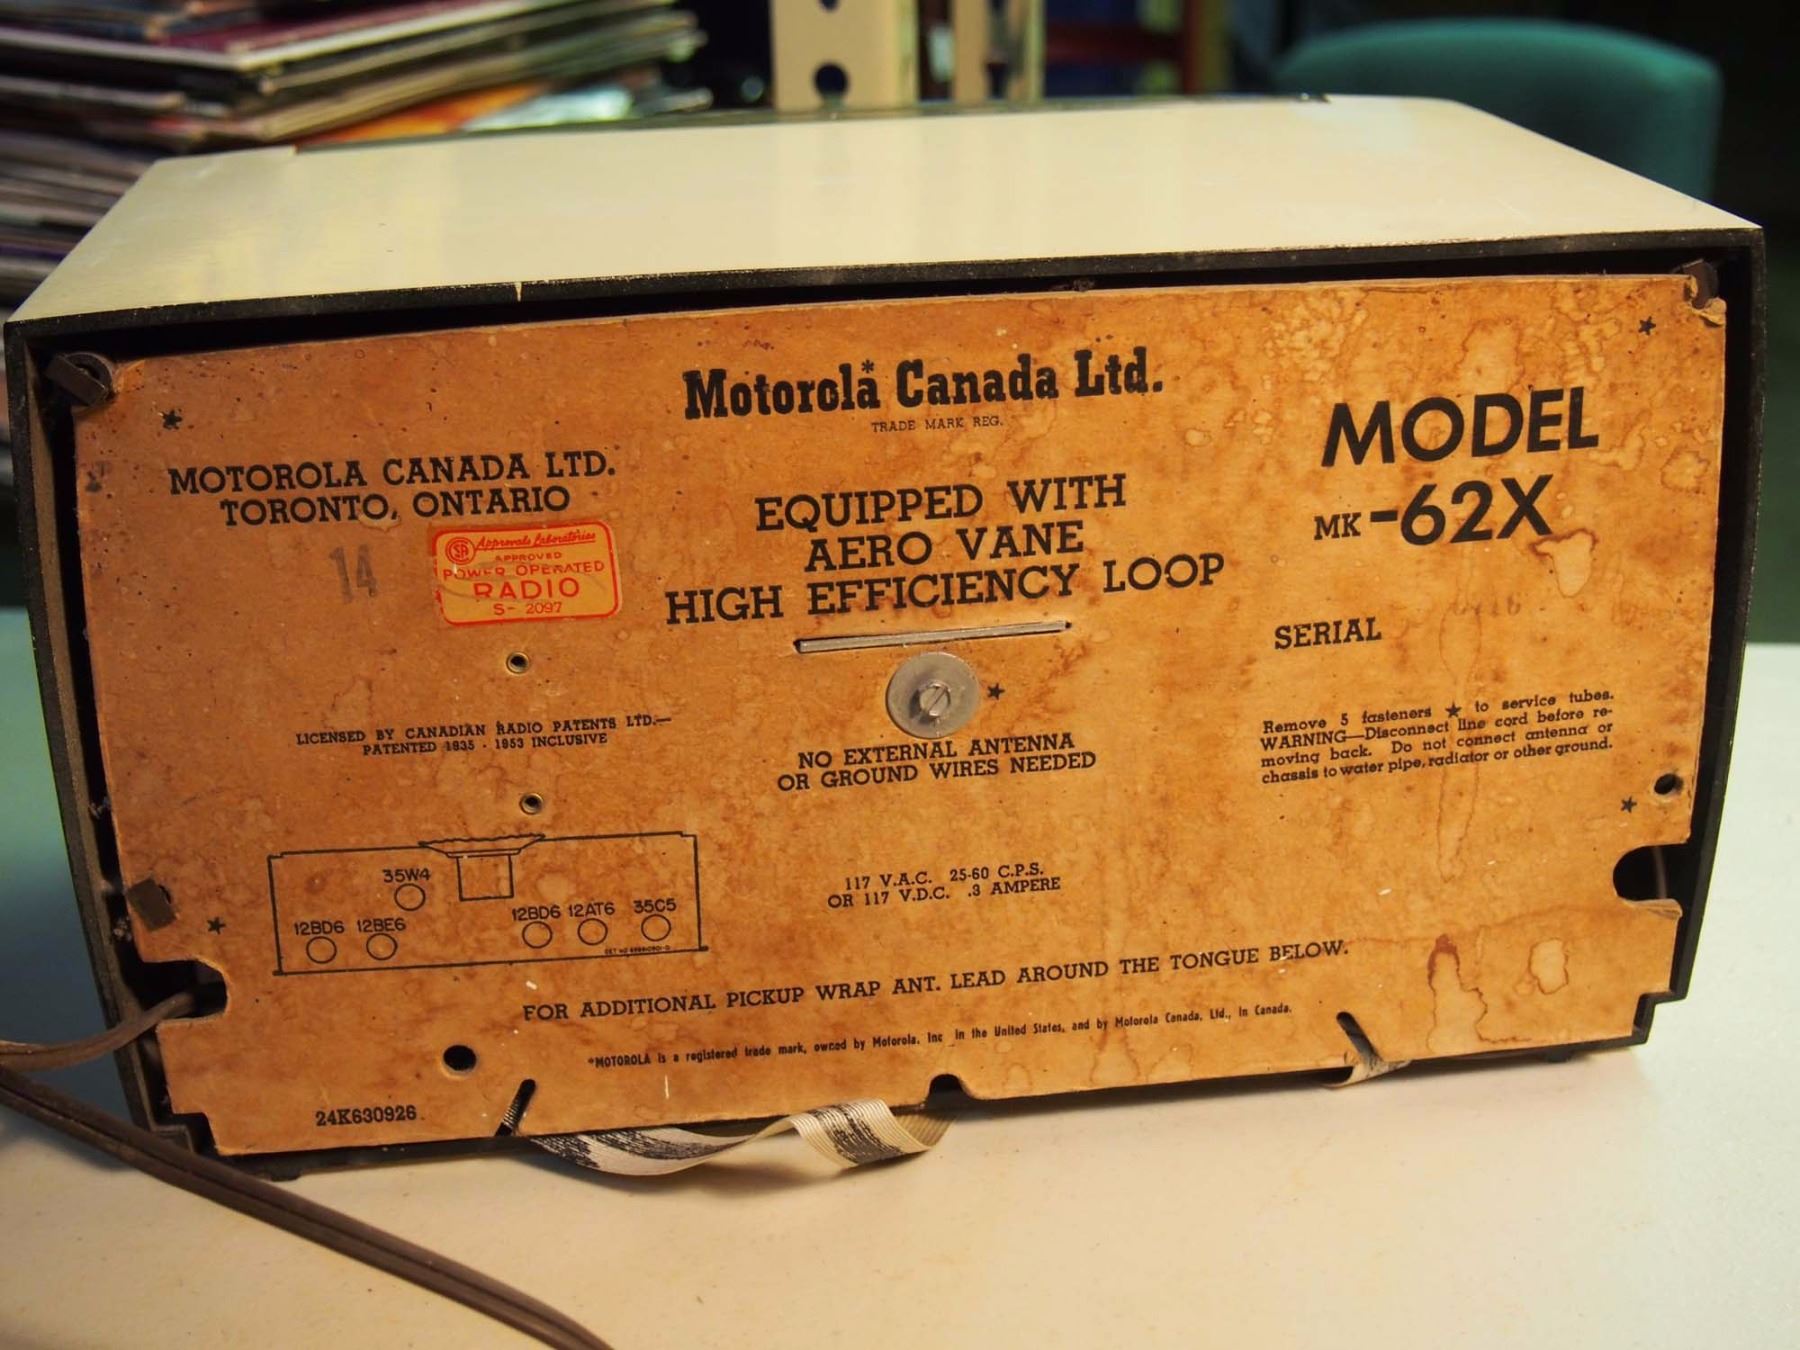 Motorola* Canada Ltd.
TRADE MARK REG.
MOTOROLA CANADA LTD.
TORONTO, ONTARIO
14
CSA Approvals Laboratories
APPROVED
POWER OPERATED
RADIO
S- 2097
EQUIPPED WITH
AERO VANE
HIGH EFFICIENCY LOOP
MODEL
MK -62X
SERIAL
LICENSED BY CANADIAN RADIO PATENTS LTD.—
PATENTED 1935 - 1953 INCLUSIVE
NO EXTERNAL ANTENNA
OR GROUND WIRES NEEDED
Remove 5 fasteners ★ to service tubes.
WARNING—Disconnect line cord before re-
moving back. Do not connect antenna or
chassis to water pipe, radiator or other ground.
35W4
12BD6 12BE6
12BD6 12AT6 35C5
117 V.A.C. 25-60 C.P.S.
OR 117 V.D.C. .3 AMPERE
FOR ADDITIONAL PICKUP WRAP ANT. LEAD AROUND THE TONGUE BELOW.
*MOTOROLA is a registered trade mark, owned by Motorola, Inc in the United States, and by Motorola Canada, Ltd., in Canada.
24K630926